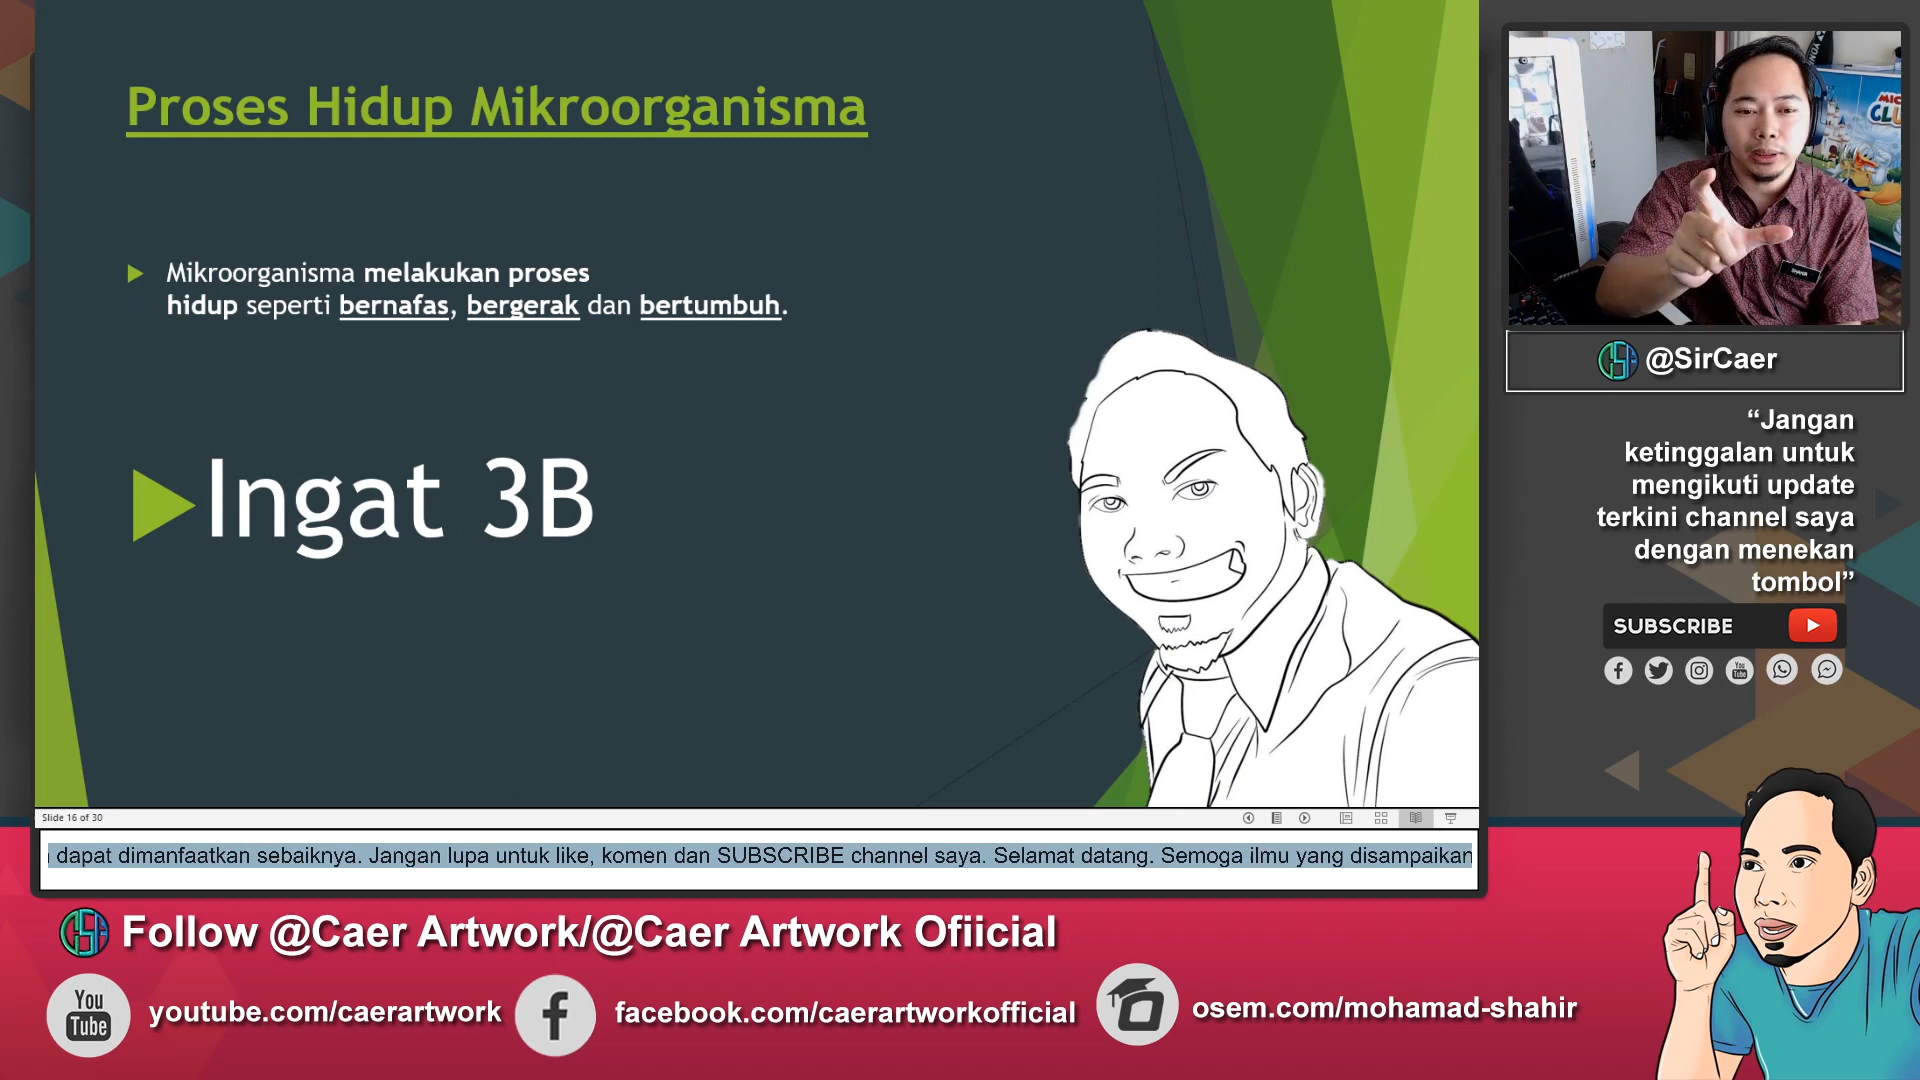 Proses Hidup Mikroorganisma
Mikroorganisma melakukan proses
hidup seperti bernafas, bergerak dan bertumbuh.
Ingat 3B
Slide 16 of 30
dapat dimanfaatkan sebaiknya. Jangan lupa untuk like, komen dan SUBSCRIBE channel saya. Selamat datang. Semoga ilmu yang disampaikan
SHAHIR
@SirCaer
“Jangan
ketinggalan untuk
mengikuti update
terkini channel saya
dengan menekan
tombol”
SUBSCRIBE
Follow @Caer Artwork/@Caer Artwork Ofiicial
You
Tube
youtube.com/caerartwork
facebook.com/caerartworkofficial
osem.com/mohamad-shahir